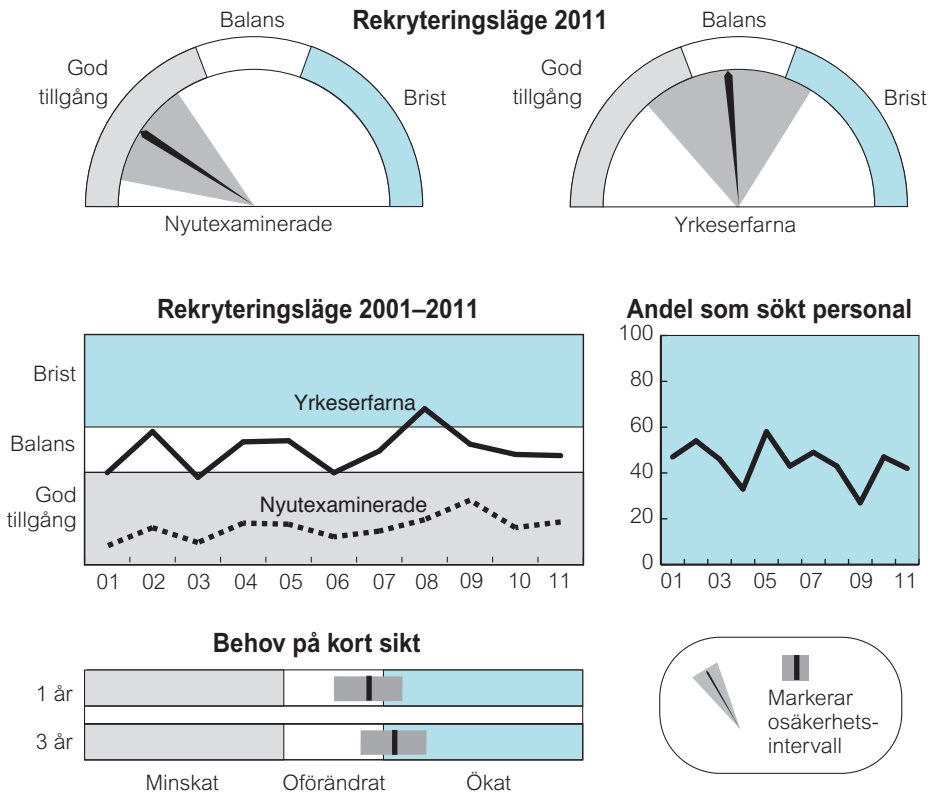 Rekryteringsläge 2011
Balans
God
tillgång
Brist
Nyutexaminerade
Balans
God
tillgång
Brist
Yrkeserfarna
Rekryteringsläge 2001–2011
Brist
Balans
God
tillgång
Yrkeserfarna
Nyutexaminerade
01 02 03 04 05 06 07 08 09 10 11
Andel som sökt personal
100
80
60
40
20
0
01 03 05 07 09 11
Behov på kort sikt
1 år
3 år
Minskat Oförändrat Ökat
Markerar
osäkerhets-
intervall